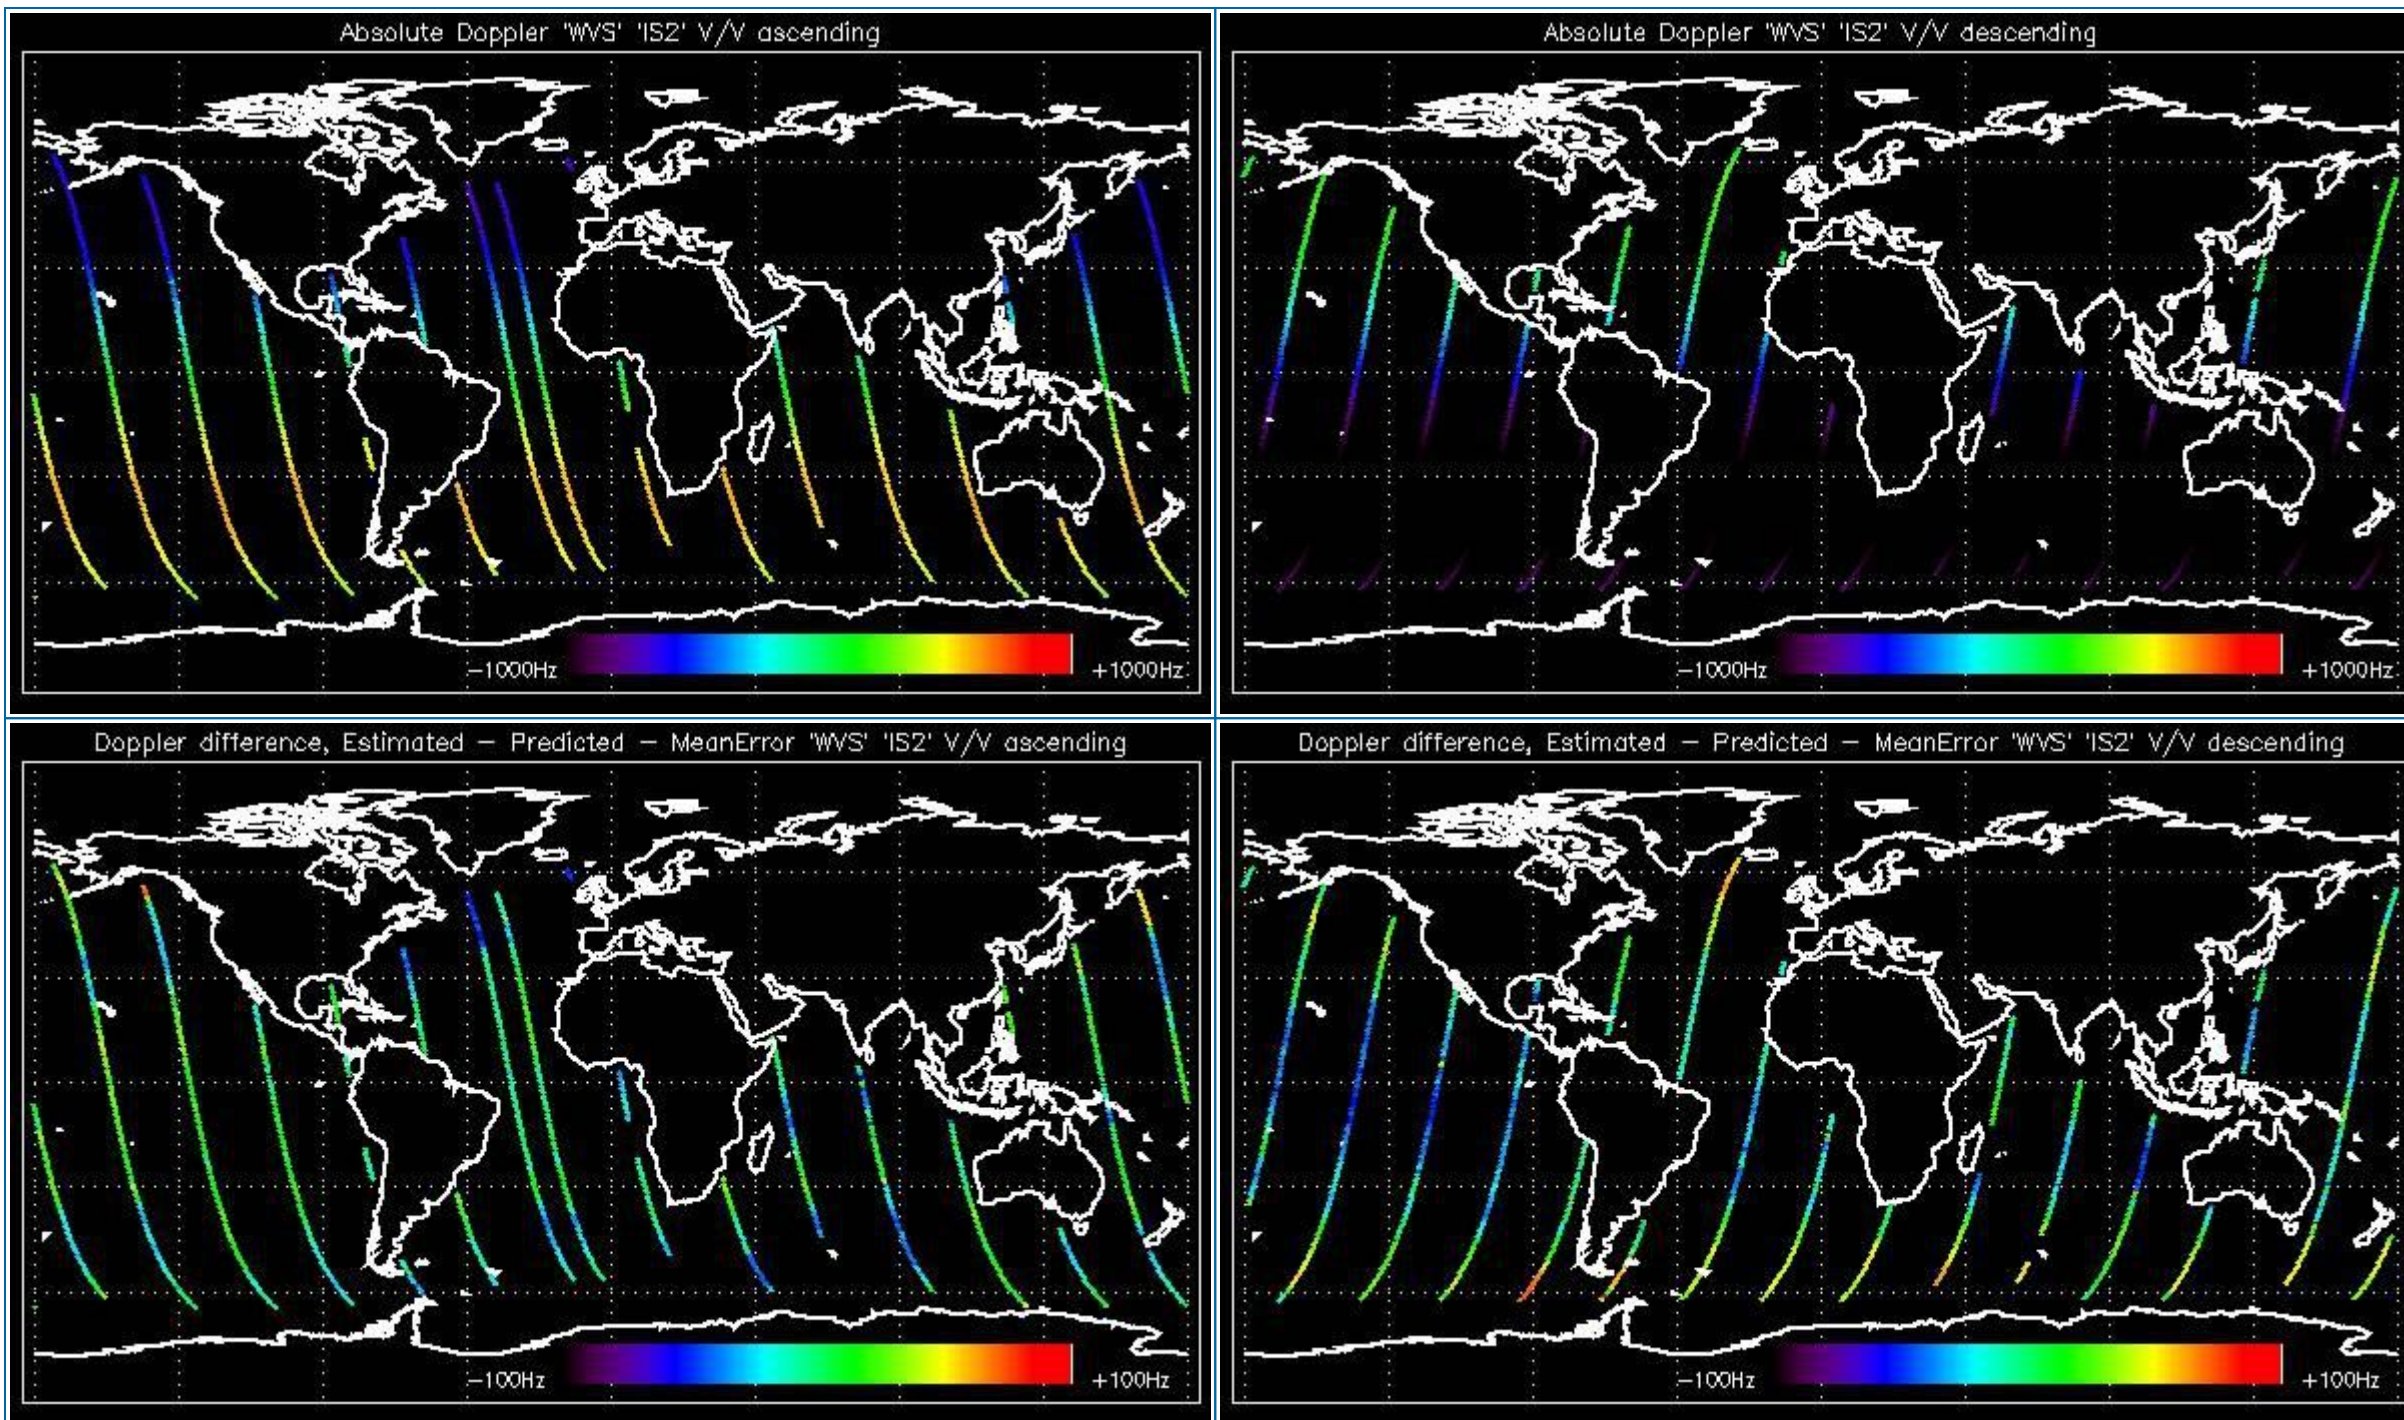 Absolute Doppler 'WVS' 'IS2' V/V ascending
-1000Hz
+1000Hz
Absolute Doppler 'WVS' 'IS2' V/V descending
-1000Hz
+1000Hz
Doppler difference, Estimated - Predicted - MeanError 'WVS' 'IS2' V/V ascending
-100Hz
+100Hz
Doppler difference, Estimated - Predicted - MeanError 'WVS' 'IS2' V/V descending
-100Hz
+100Hz